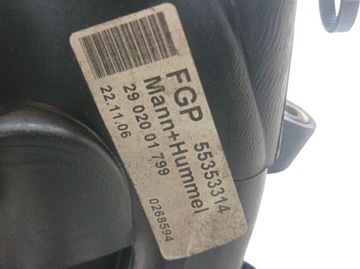 FGP 55353314
Mann+Hummel
29 020 01 799
22.11.06 0268594